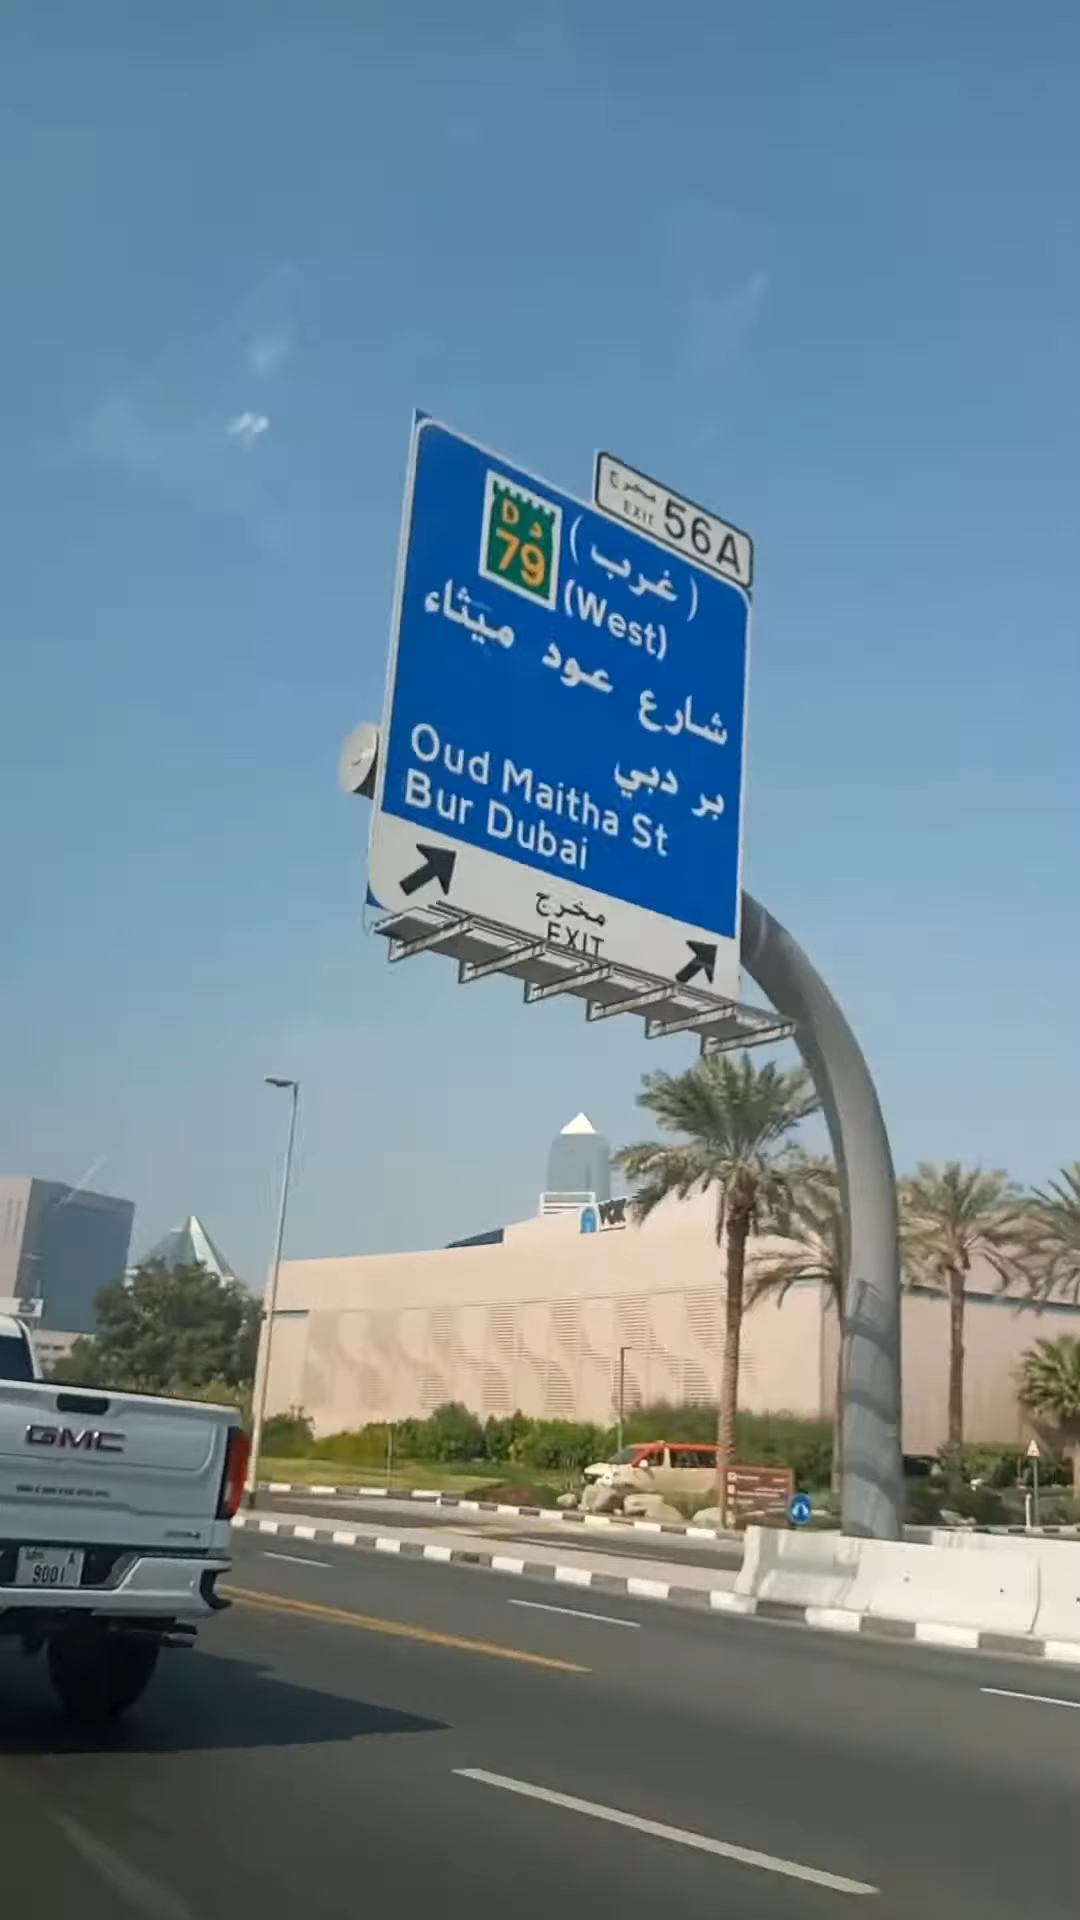 مخرج
EXIT 56A
D د
79
(غرب)
(West)
شارع عود ميثاء
بر دبي
Oud Maitha St
Bur Dubai
مخرج
EXIT
GMC
A
9001